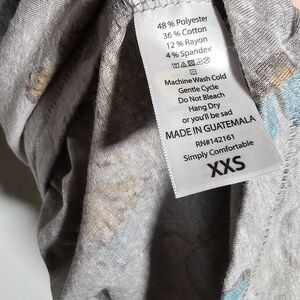 48% Polyester
36% Cotton
12% Rayon
4% Spandex
Machine Wash Cold
Gentle Cycle
Do Not Bleach
Hang Dry
or you'll be sad
MADE IN GUATEMALA
RN#142161
Simply Comfortable
XXS